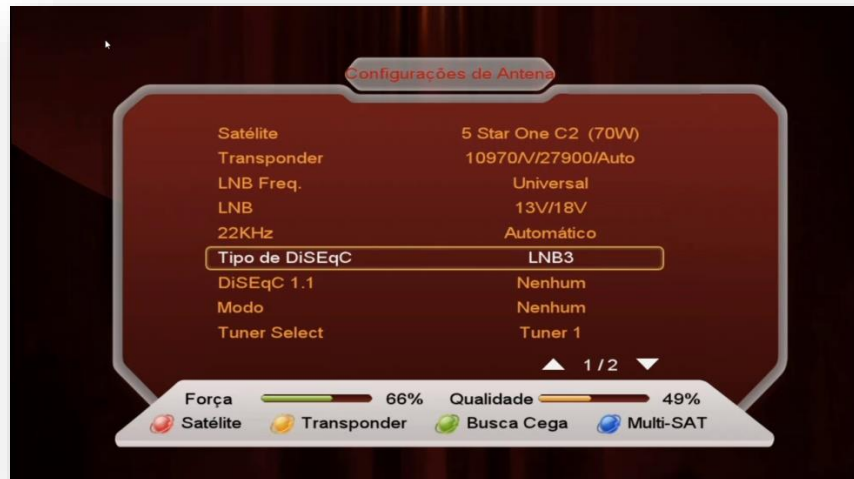 Configurações de Antena
Satélite 5 Star One C2 (70W)
Transponder 10970/V/27900/Auto
LNB Freq. Universal
LNB 13V/18V
22KHz Automático
Tipo de DiSEqC LNB3
DiSEqC 1.1 Nenhum
Modo Nenhum
Tuner Select Tuner 1
1/2
Força 66% Qualidade 49%
Satélite Transponder Busca Cega Multi-SAT